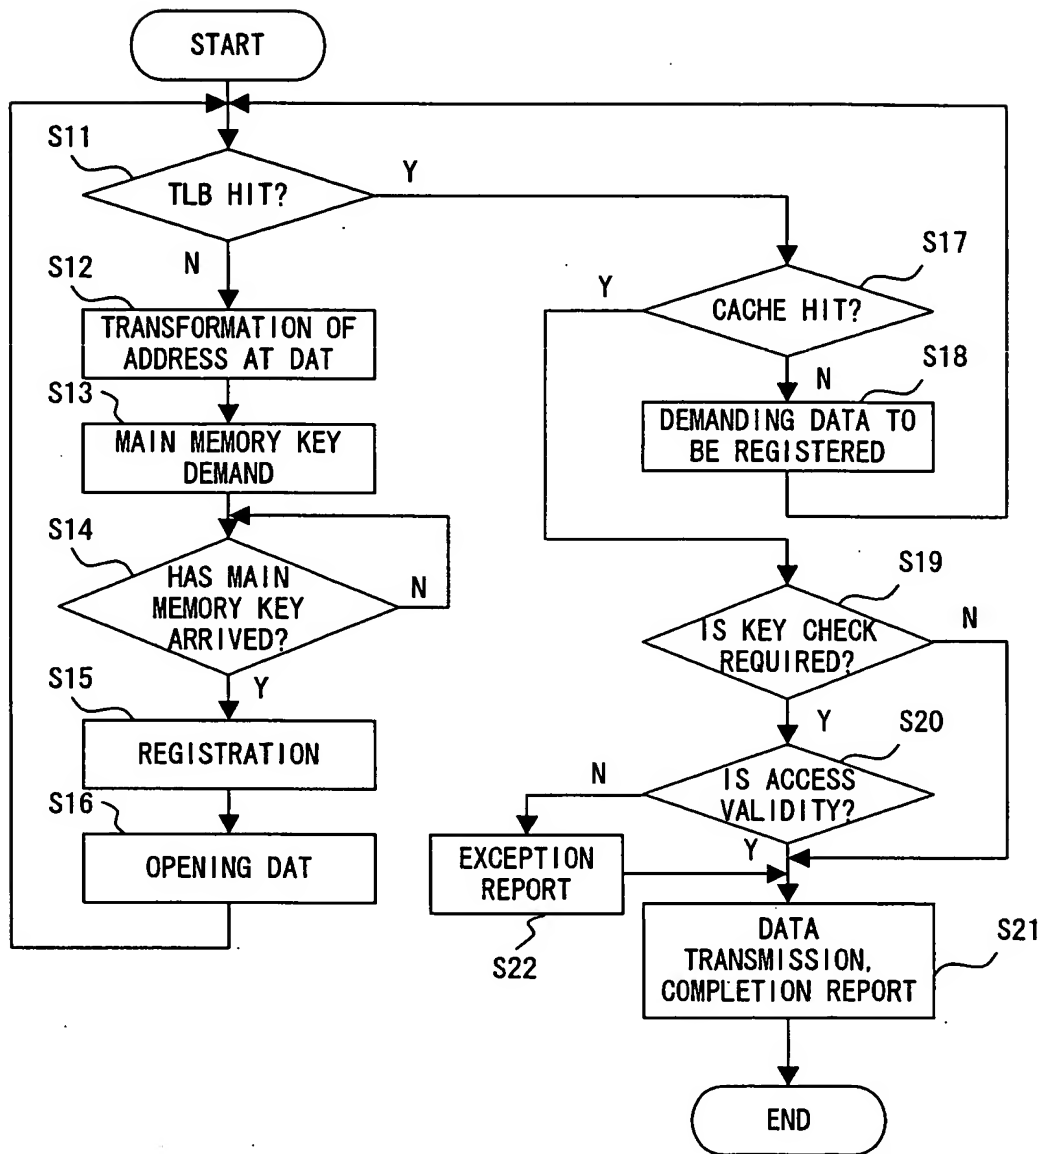 START
S11
TLB HIT?
Y
N
S12
TRANSFORMATION OF
ADDRESS AT DAT
S13
MAIN MEMORY KEY
DEMAND
S14
HAS MAIN
MEMORY KEY
ARRIVED?
N
Y
S15
REGISTRATION
S16
OPENING DAT
S17
CACHE HIT?
Y
N
S18
DEMANDING DATA TO
BE REGISTERED
S19
IS KEY CHECK
REQUIRED?
N
Y
S20
IS ACCESS
VALIDITY?
N
Y
EXCEPTION
REPORT
S22
DATA
TRANSMISSION,
COMPLETION REPORT
S21
END